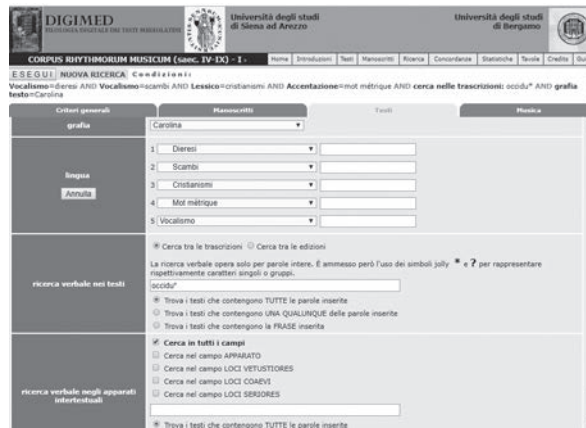 DIGIMED
FILOLOGIA DIGITALE DEI TESTI MEDIOLATINI
Università degli studi
di Siena ad Arezzo
Università degli studi
di Bergamo
CORPUS RHYTHMORUM MUSICUM (saec. IV-IX) - I -
Home Introduzioni Testi Manoscritti Ricerca Concordanze Statistiche Tavole Credits Gui
ESEGUI NUOVA RICERCA Condizioni:
Vocalismo=dieresi AND Vocalismo=scambi AND Lessico=cristianismi AND Accentazione=mot métrique AND cerca nelle trascrizioni: occidu* AND grafia
testo=Carolina
Criteri generali Manoscritti Testi Musica
grafia Carolina
lingua
Annulla
1 Dieresi
2 Scambi
3 Cristianismi
4 Mot métrique
5 Vocalismo
ricerca verbale nei testi
Cerca tra le trascrizioni Cerca tra le edizioni
La ricerca verbale opera solo per parole intere. É ammesso però l'uso dei simboli jolly * e ? per rappresentare
rispettivamente caratteri singoli o gruppi.
occidu*
Trova i testi che contengono TUTTE le parole inserite
Trova i testi che contengono UNA QUALUNQUE delle parole inserite
Trova i testi che contengono la FRASE inserita
ricerca verbale negli apparati
intertestuali
Cerca in tutti i campi
Cerca nel campo APPARATO
Cerca nel campo LOCI VETUSTIORES
Cerca nel campo LOCI COAEVI
Cerca nel campo LOCI SERIORES
Trova i testi che contengono TUTTE le parole inserite